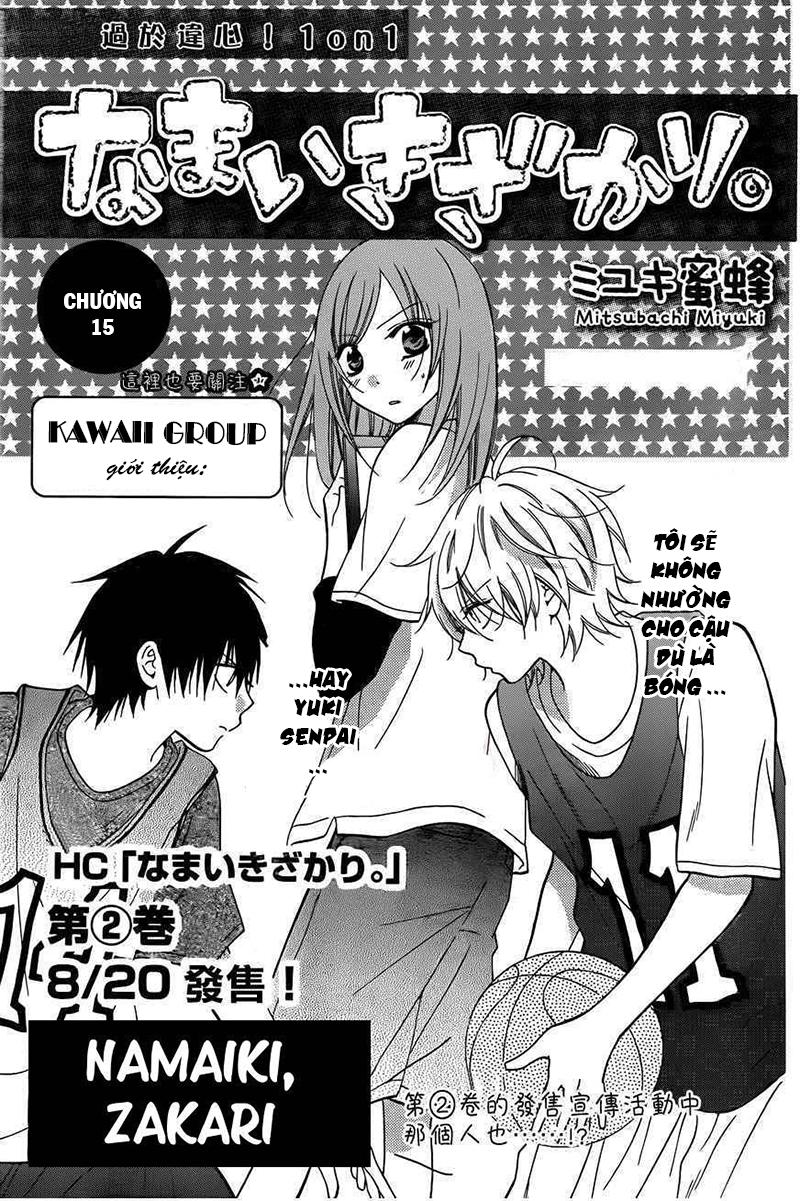 過於違心！1on1
なまいきざかり。
ミユキ蜜蜂
Mitsubachi Miyuki
CHƯƠNG
15
這裡也要關注
KAWAII GROUP
giới thiệu:
TÔI SẼ
KHÔNG
NHƯỜNG
CHO CẬU
DÙ LÀ
BÓNG ...
...HAY
YUKI
SENPAI
...
HC「なまいきざかり。」
第②巻
8/20 發售！
NAMAIKI,
ZAKARI
第②卷的發售宣傳活動中
那個人也……!?
11